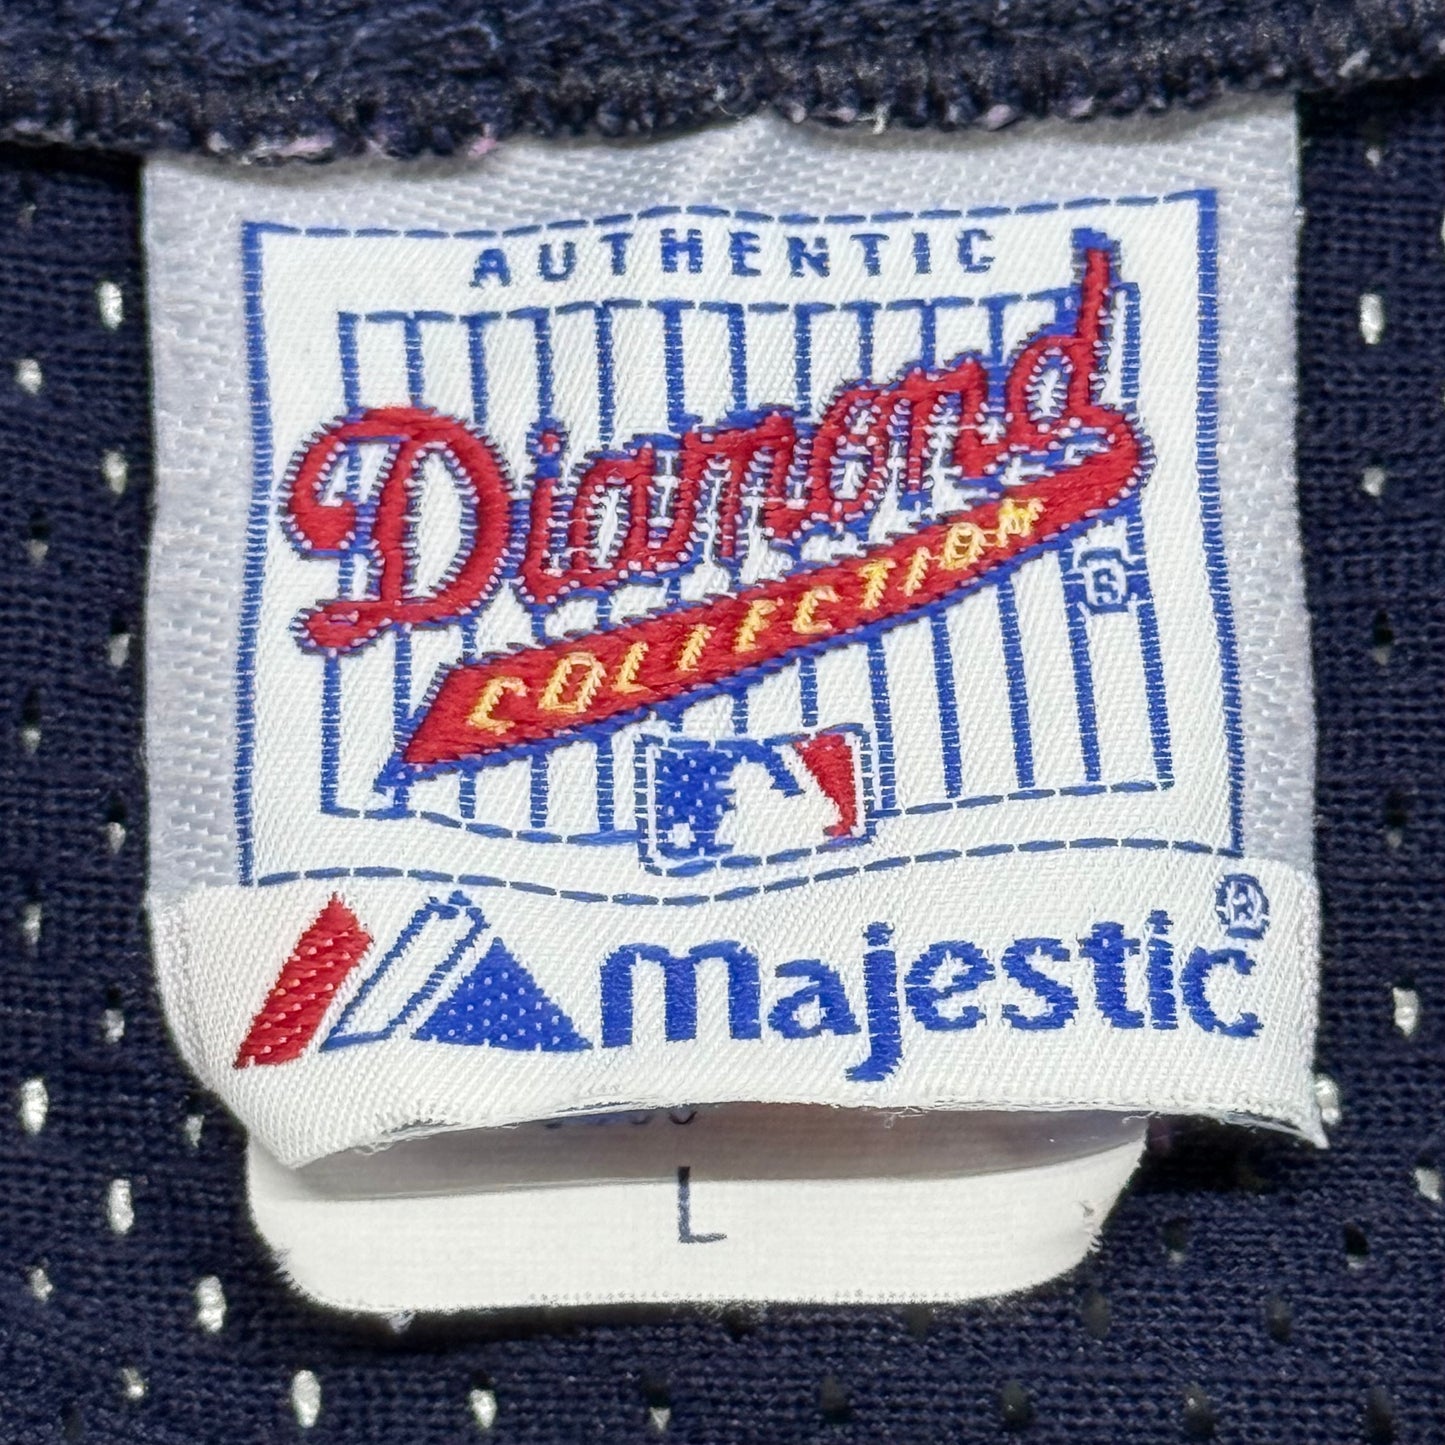 AUTHENTIC
Diamond
COLLECTION
majestic®
L